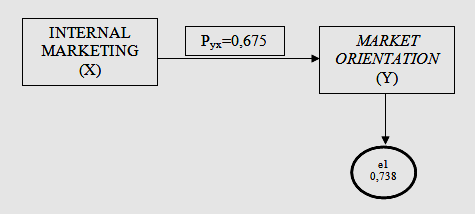 INTERNAL
MARKETING
(X)
Pyx=0,675
MARKET
ORIENTATION
(Y)
e1
0,738